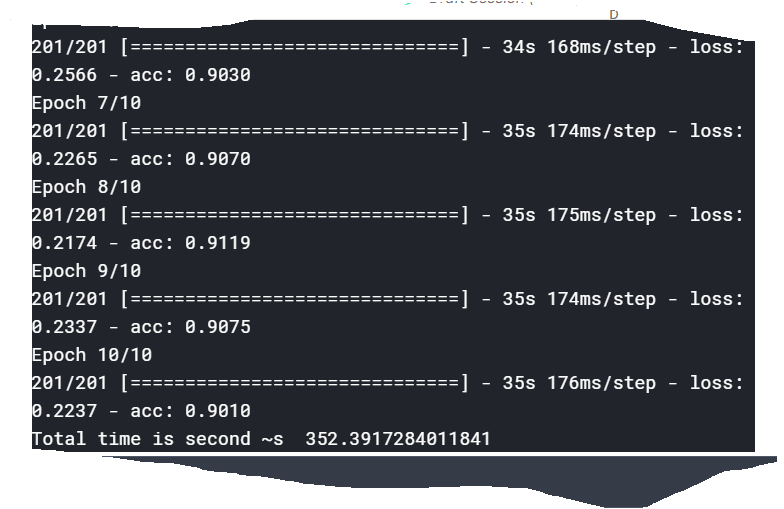 D
201/201 [==============================] - 34s 168ms/step - loss:
0.2566 - acc: 0.9030
Epoch 7/10
201/201 [==============================] - 35s 174ms/step - loss:
0.2265 - acc: 0.9070
Epoch 8/10
201/201 [==============================] - 35s 175ms/step - loss:
0.2174 - acc: 0.9119
Epoch 9/10
201/201 [==============================] - 35s 174ms/step - loss:
0.2337 - acc: 0.9075
Epoch 10/10
201/201 [==============================] - 35s 176ms/step - loss:
0.2237 - acc: 0.9010
Total time is second ~s  352.3917284011841